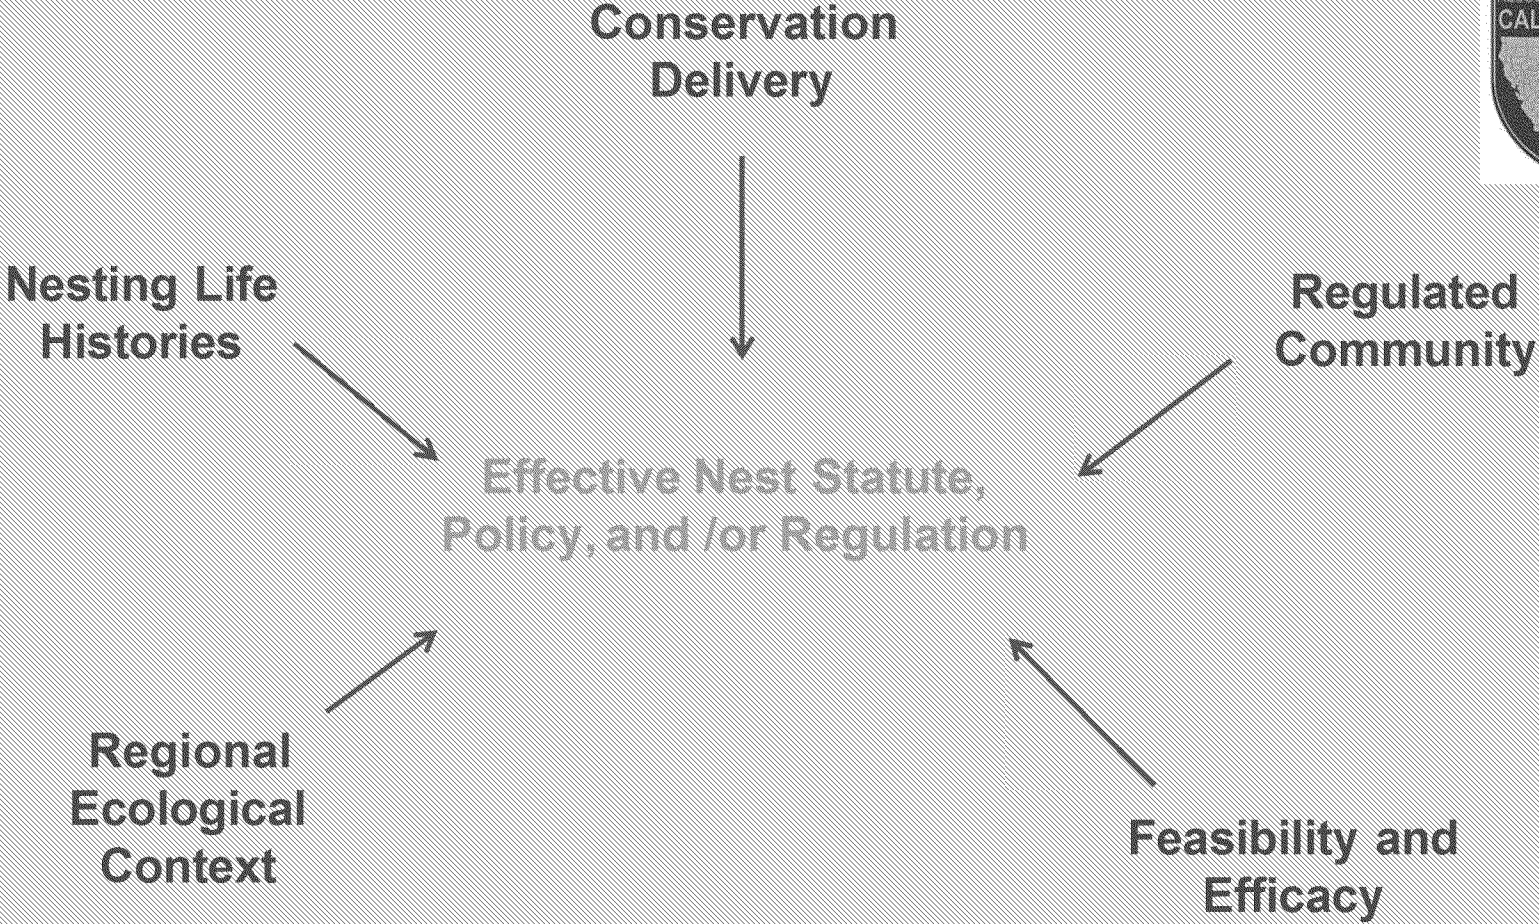 Conservation
Delivery
CAL
Nesting Life
Histories
Regulated
Community
Effective Nest Statute,
Policy, and /or Regulation
Regional
Ecological
Context
Feasibility and
Efficacy